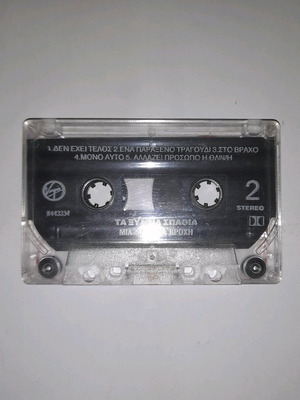 1.ΔΕΝ ΕΧΕΙ ΤΕΛΟΣ 2.ΕΝΑ ΠΑΡΑΞΕΝΟ ΤΡΑΓΟΥΔΙ 3.ΣΤΟ ΒΡΑΧΟ
4.ΜΟΝΟ ΑΥΤΟ 5. ΑΛΛΑΖΕΙ ΠΡΟΣΩΠΟ Η ΘΛΙΨΗ
Virgin
2
STEREO
ΤΑ ΣΠΑΘΙΑ
ΒΡΟΧΗ